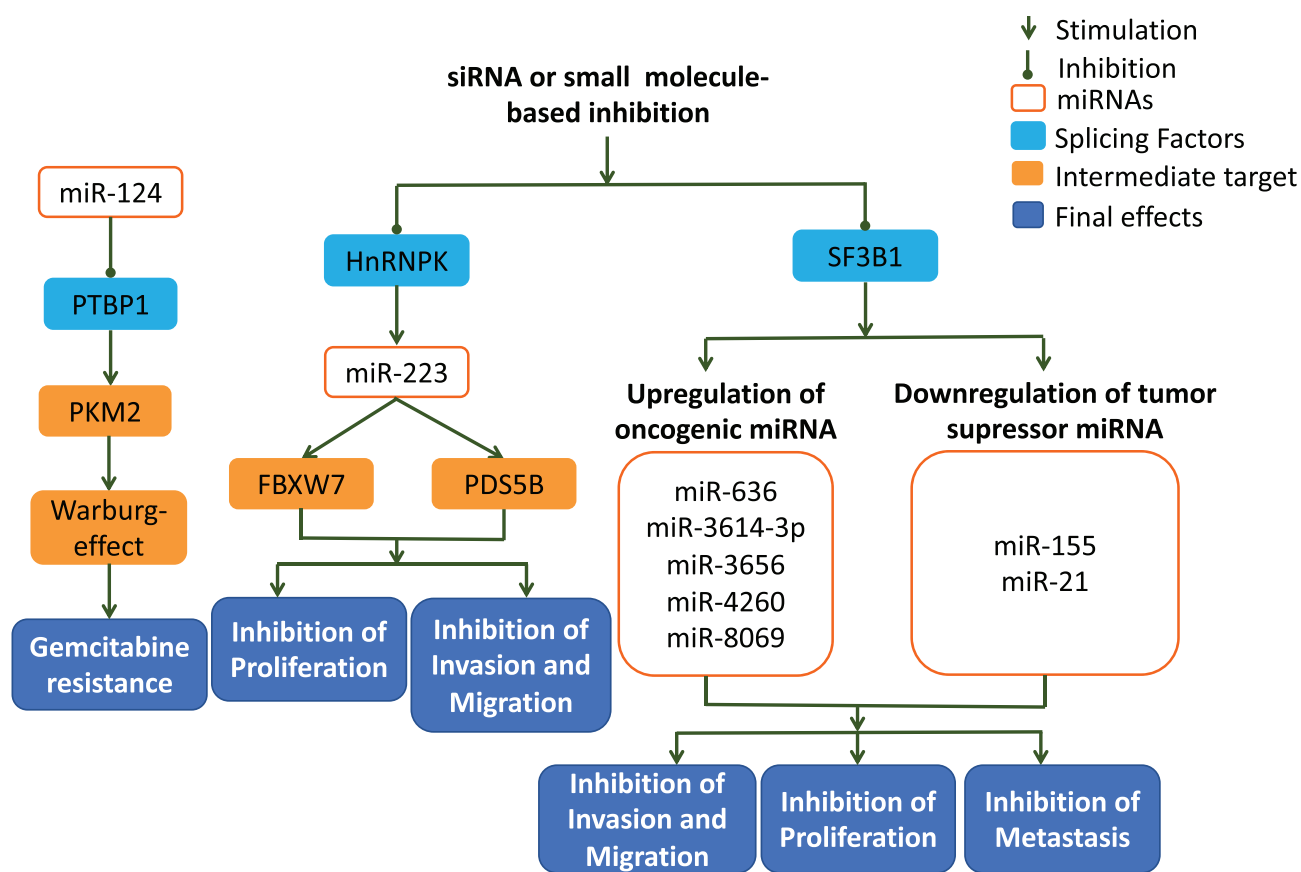 Stimulation
Inhibition
miRNAs
Splicing Factors
Intermediate target
Final effects
siRNA or small molecule-
based inhibition
miR-124
PTBP1
PKM2
Warburg-
effect
Gemcitabine
resistance
HnRNPK
miR-223
FBXW7
PDS5B
Inhibition of
Proliferation
Inhibition of
Invasion and
Migration
SF3B1
Upregulation of
oncogenic miRNA
miR-636
miR-3614-3p
miR-3656
miR-4260
miR-8069
Downregulation of tumor
supressor miRNA
miR-155
miR-21
Inhibition of
Invasion and
Migration
Inhibition of
Proliferation
Inhibition of
Metastasis